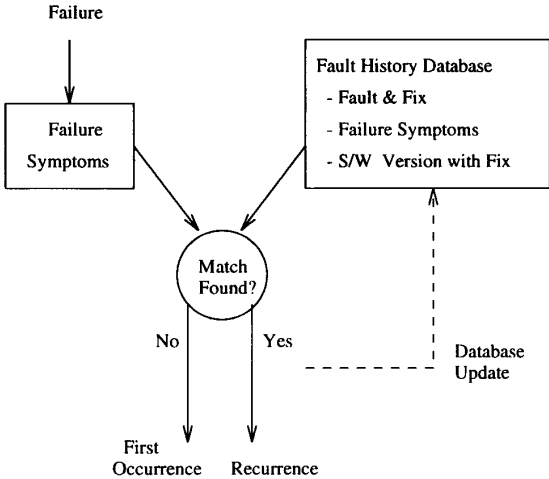 Failure
Failure
Symptoms
Fault History Database
- Fault & Fix
- Failure Symptoms
- S/W Version with Fix
Match
Found?
No
Yes
Database
Update
First
Occurrence
Recurrence